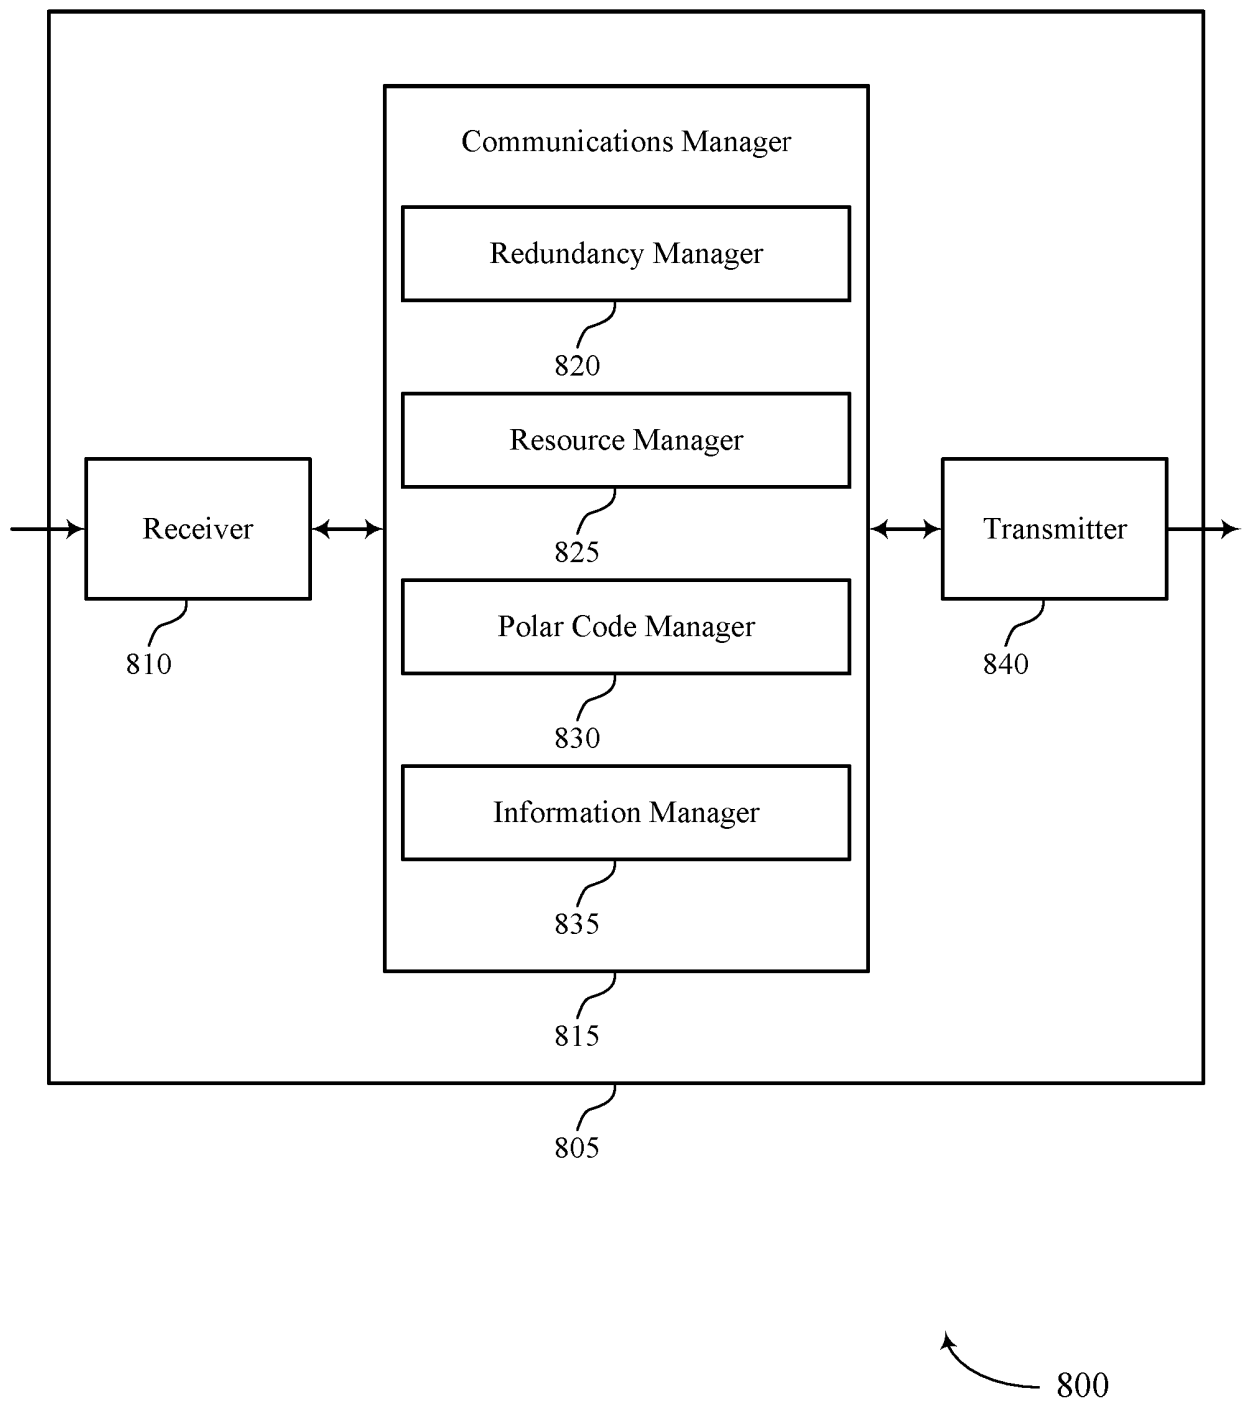 Communications Manager
Redundancy Manager
820
Resource Manager
825
Receiver
810
Transmitter
840
Polar Code Manager
830
Information Manager
835
815
805
800